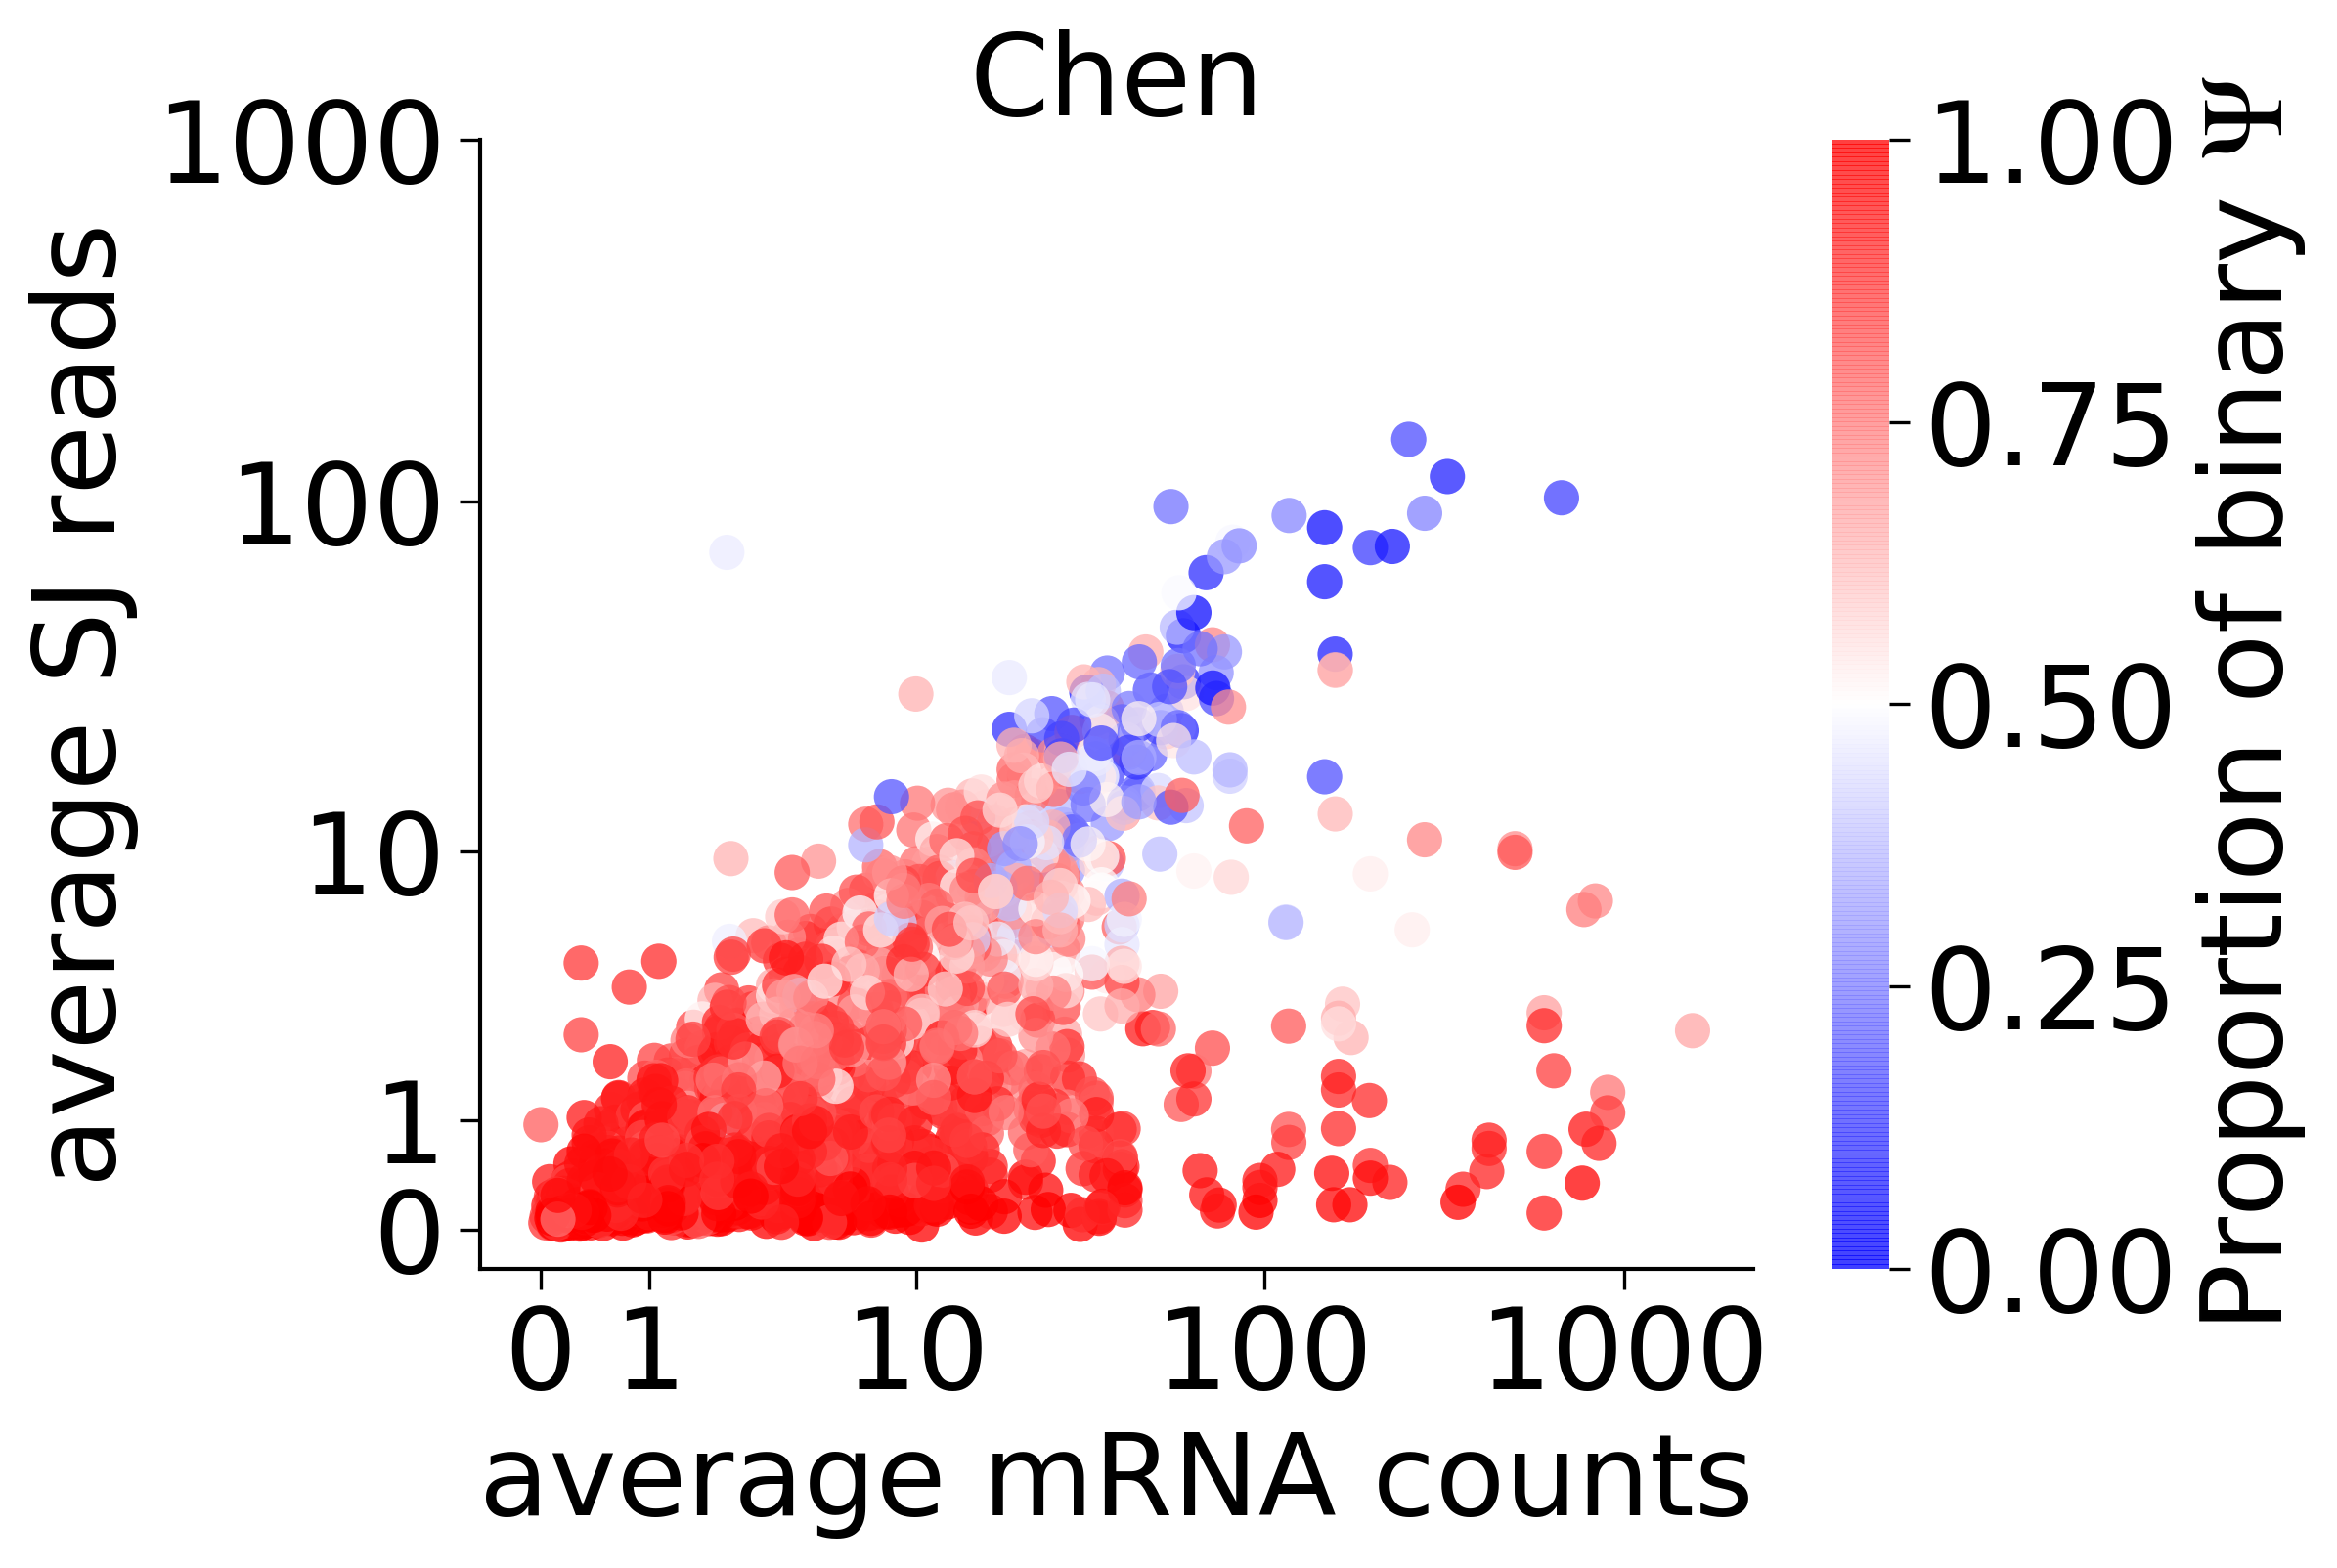 Chen
average SJ reads
1000
100
10
1
0
0 1 10 100 1000
average mRNA counts
1.00
0.75
0.50
0.25
0.00
Proportion of binary Ψ